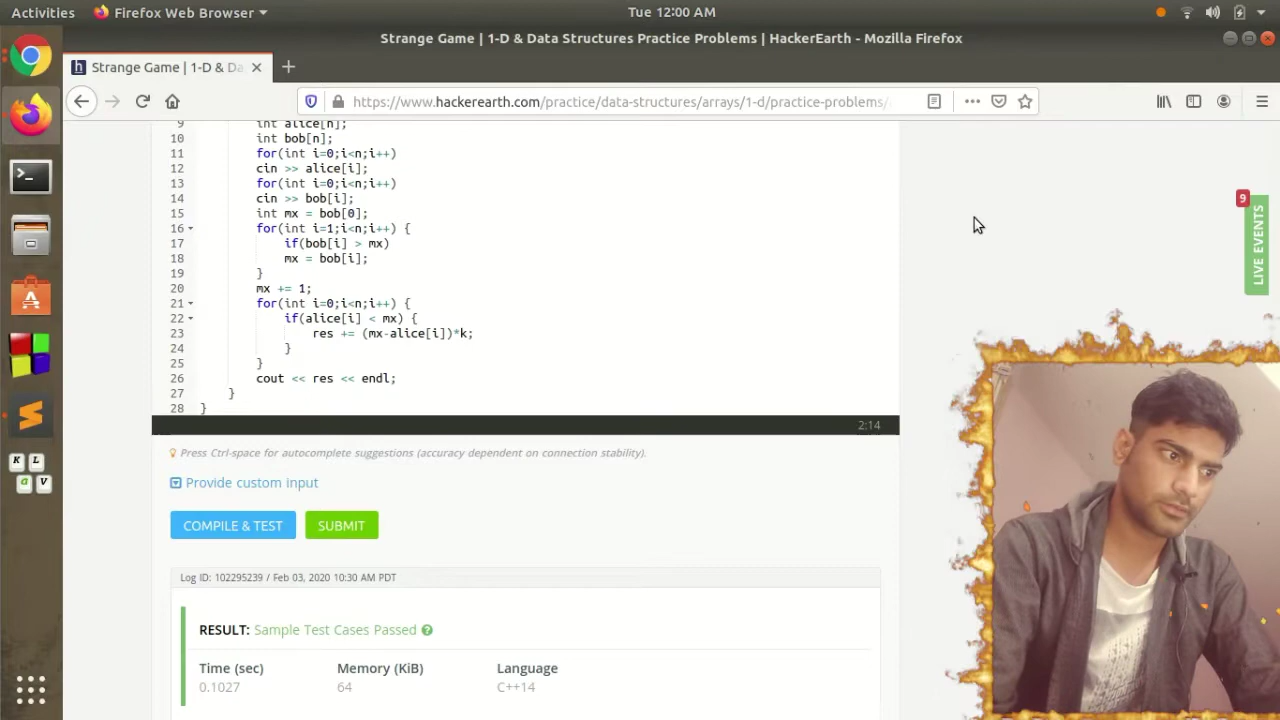 Activities Firefox Web Browser Tue 12:00 AM
Strange Game | 1-D & Data Structures Practice Problems | HackerEarth - Mozilla Firefox
h Strange Game | 1-D & Da
https://www.hackerearth.com/practice/data-structures/arrays/1-d/practice-problems/
9 int alice[n];
10 int bob[n];
11 for(int i=0;i<n;i++)
12 cin >> alice[i];
13 for(int i=0;i<n;i++)
14 cin >> bob[i];
15 int mx = bob[0];
16 for(int i=1;i<n;i++) {
17 if(bob[i] > mx)
18 mx = bob[i];
19 }
20 mx += 1;
21 for(int i=0;i<n;i++) {
22 if(alice[i] < mx) {
23 res += (mx-alice[i])*k;
24 }
25 }
26 cout << res << endl;
27 }
28 }
2:14
Press Ctrl-space for autocomplete suggestions (accuracy dependent on connection stability).
Provide custom input
COMPILE & TEST SUBMIT
Log ID: 102295239 / Feb 03, 2020 10:30 AM PDT
RESULT: Sample Test Cases Passed ?
Time (sec) Memory (KiB) Language
0.1027 64 C++14
9
LIVE EVENTS
K L
a V